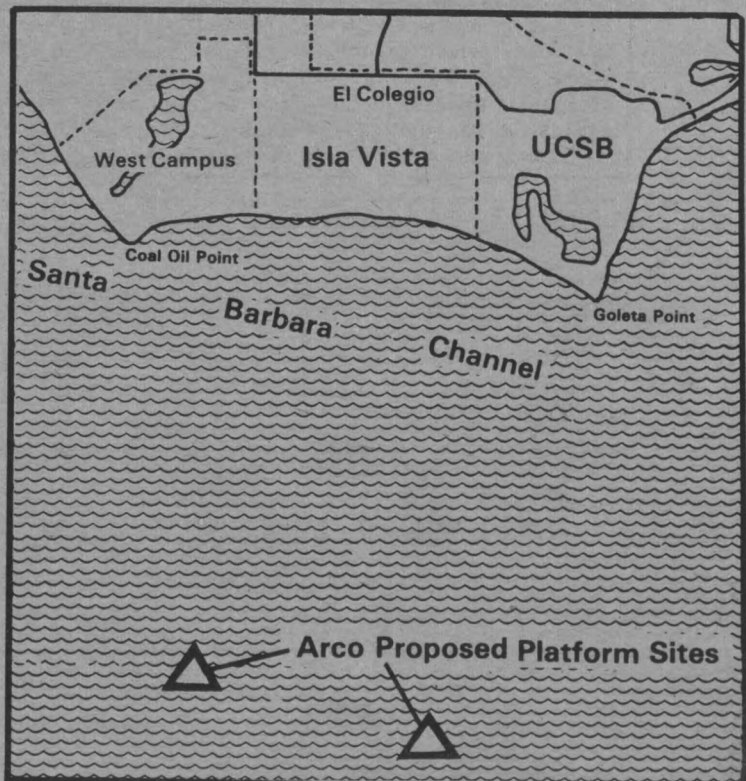 El Colegio
West Campus
Isla Vista
UCSB
Coal Oil Point
Santa Barbara Channel
Goleta Point
Arco Proposed Platform Sites